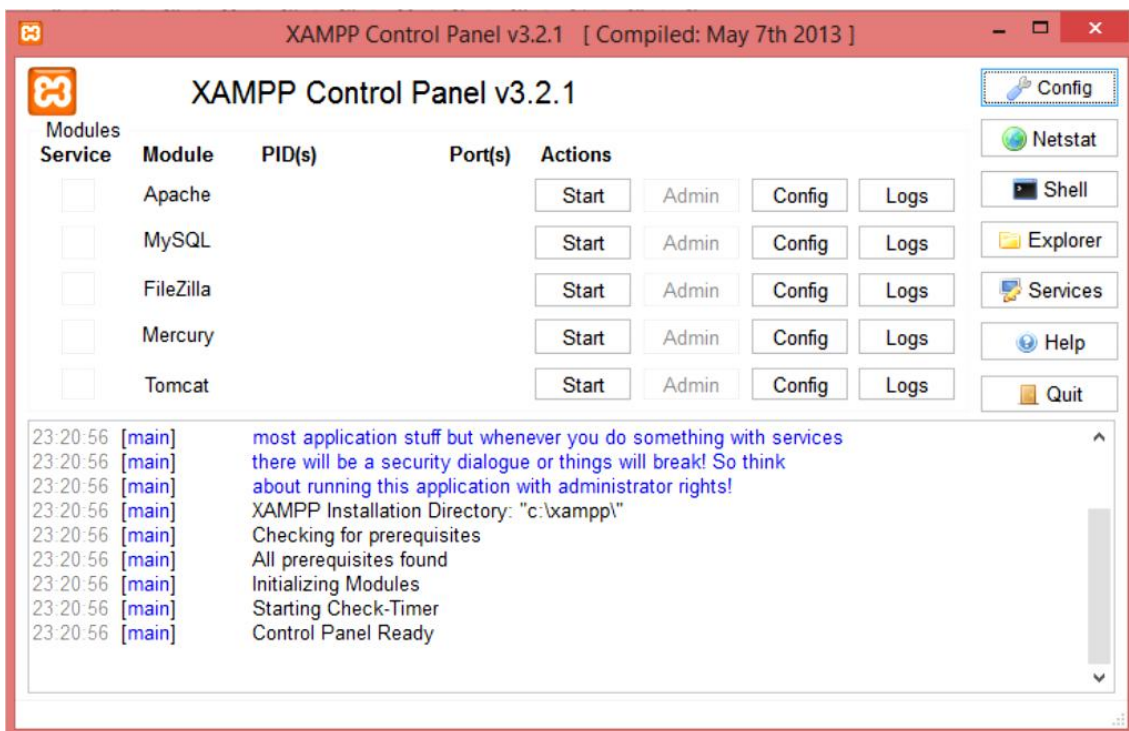 XAMPP Control Panel v3.2.1 [ Compiled: May 7th 2013 ]
XAMPP Control Panel v3.2.1
Config
Netstat
Shell
Explorer
Services
Help
Quit
Modules
Service Module PID(s) Port(s) Actions
Apache Start Admin Config Logs
MySQL Start Admin Config Logs
FileZilla Start Admin Config Logs
Mercury Start Admin Config Logs
Tomcat Start Admin Config Logs
23:20:56 [main] most application stuff but whenever you do something with services
23:20:56 [main] there will be a security dialogue or things will break! So think
23:20:56 [main] about running this application with administrator rights!
23:20:56 [main] XAMPP Installation Directory: "c:\xampp\"
23:20:56 [main] Checking for prerequisites
23:20:56 [main] All prerequisites found
23:20:56 [main] Initializing Modules
23:20:56 [main] Starting Check-Timer
23:20:56 [main] Control Panel Ready